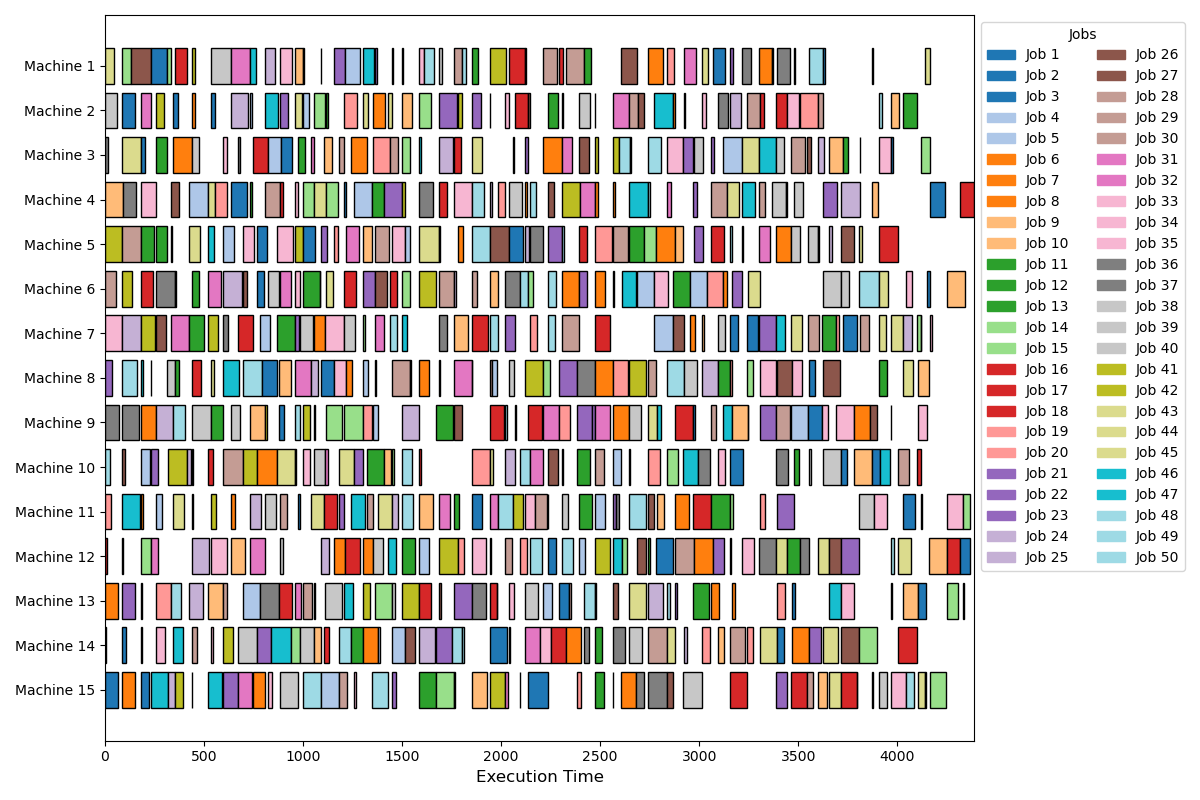 Machine 1
Machine 2
Machine 3
Machine 4
Machine 5
Machine 6
Machine 7
Machine 8
Machine 9
Machine 10
Machine 11
Machine 12
Machine 13
Machine 14
Machine 15
0 500 1000 1500 2000 2500 3000 3500 4000
Execution Time
Jobs
Job 1 Job 26
Job 2 Job 27
Job 3 Job 28
Job 4 Job 29
Job 5 Job 30
Job 6 Job 31
Job 7 Job 32
Job 8 Job 33
Job 9 Job 34
Job 10 Job 35
Job 11 Job 36
Job 12 Job 37
Job 13 Job 38
Job 14 Job 39
Job 15 Job 40
Job 16 Job 41
Job 17 Job 42
Job 18 Job 43
Job 19 Job 44
Job 20 Job 45
Job 21 Job 46
Job 22 Job 47
Job 23 Job 48
Job 24 Job 49
Job 25 Job 50